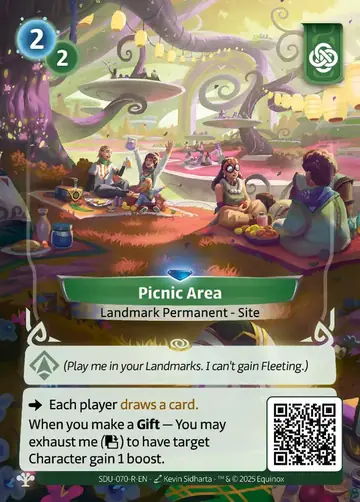 2
2
Picnic Area
Landmark Permanent - Site
(Play me in your Landmarks. I can't gain Fleeting.)
Each player draws a card.
When you make a Gift — You may
exhaust me ( ) to have target
Character gain 1 boost.
SDU-070-R-EN - Kevin Sidharta - ™ & © 2025 Equinox